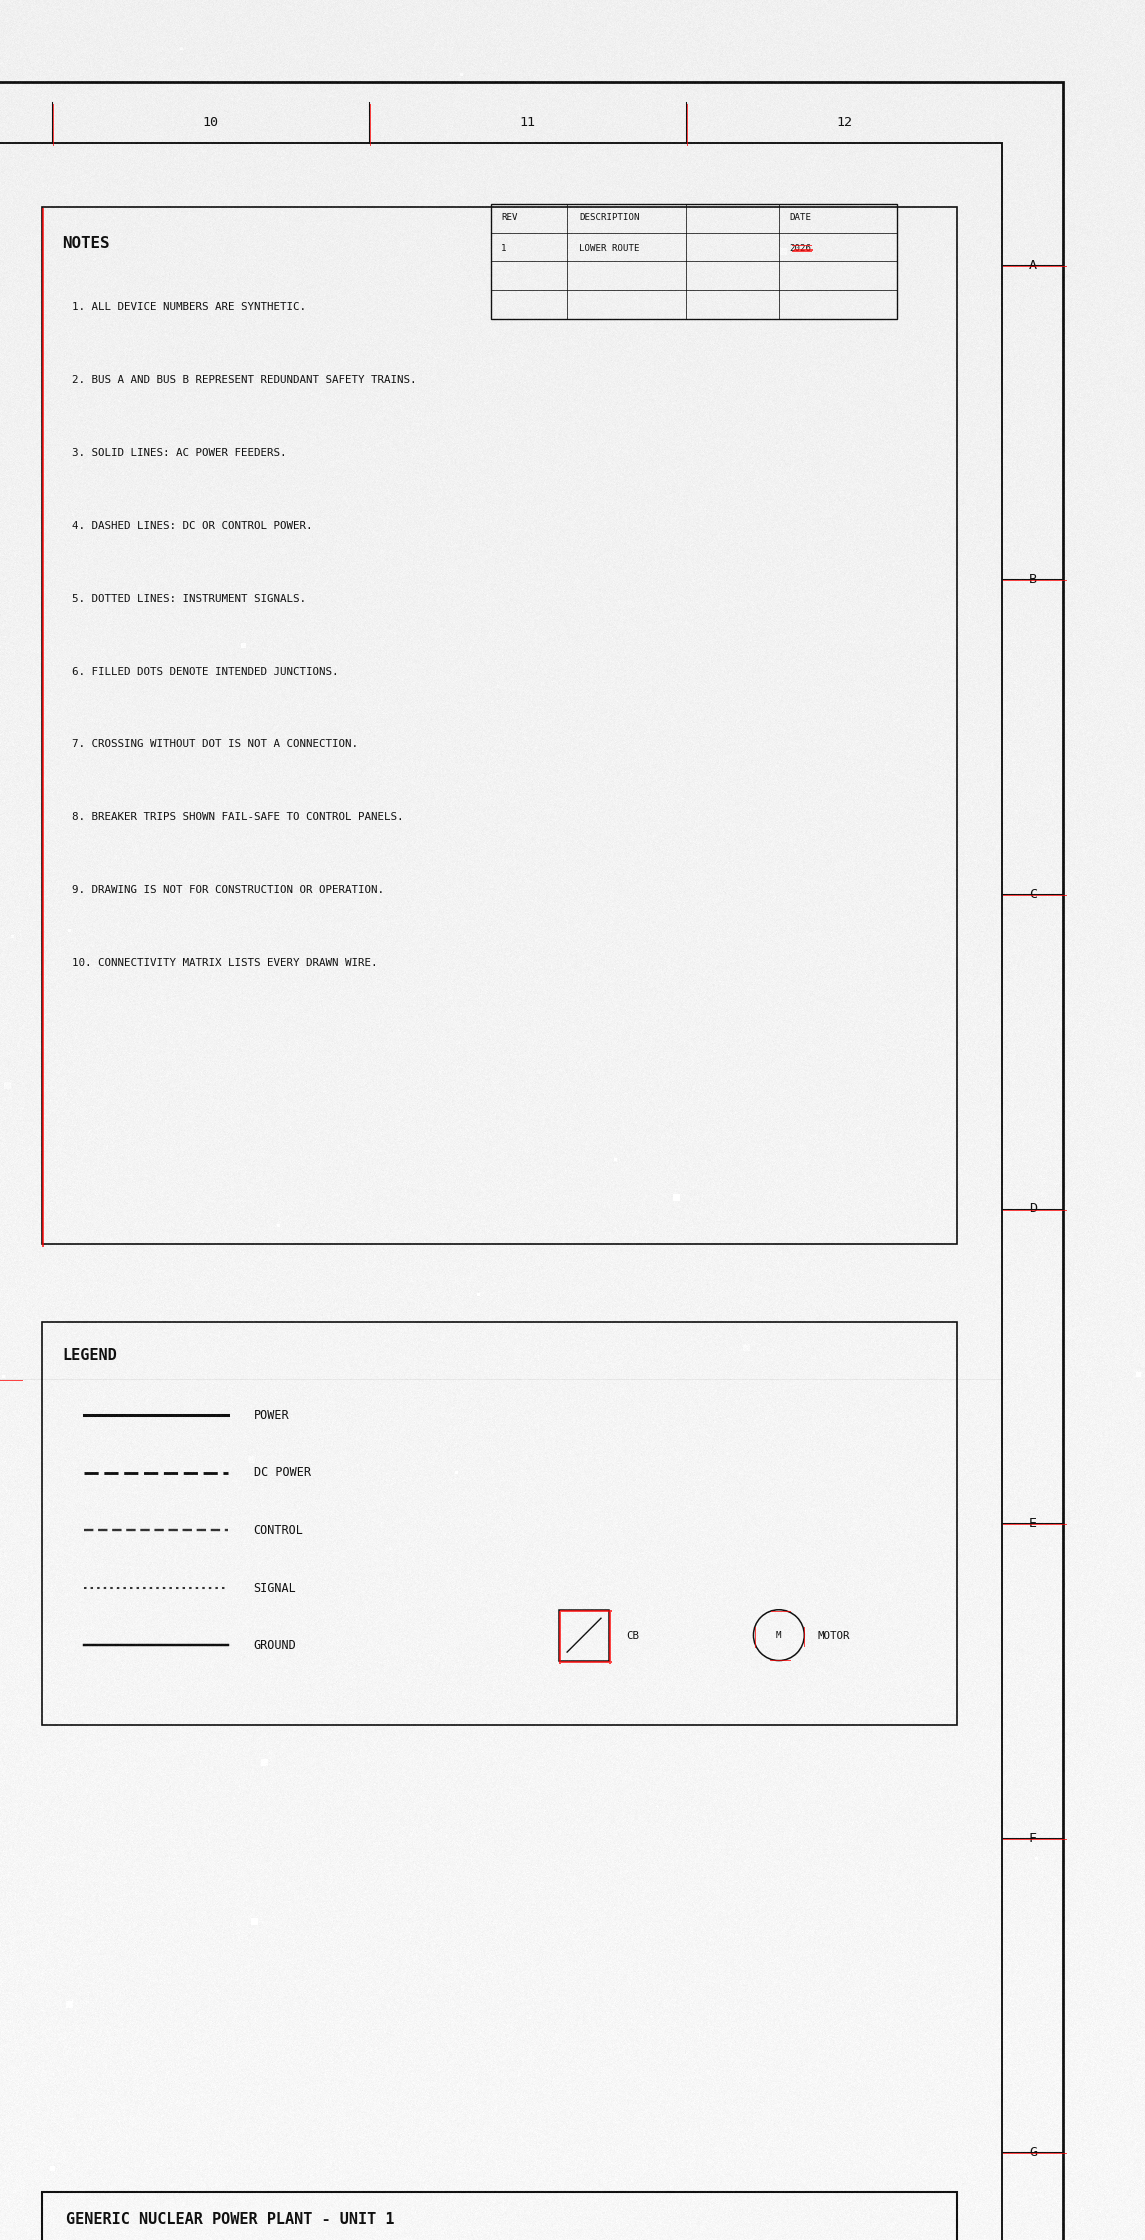 10 11 12
NOTES
REV DESCRIPTION DATE
1 LOWER ROUTE 2026
A
1. ALL DEVICE NUMBERS ARE SYNTHETIC.
2. BUS A AND BUS B REPRESENT REDUNDANT SAFETY TRAINS.
3. SOLID LINES: AC POWER FEEDERS.
4. DASHED LINES: DC OR CONTROL POWER.
B
5. DOTTED LINES: INSTRUMENT SIGNALS.
6. FILLED DOTS DENOTE INTENDED JUNCTIONS.
7. CROSSING WITHOUT DOT IS NOT A CONNECTION.
8. BREAKER TRIPS SHOWN FAIL-SAFE TO CONTROL PANELS.
9. DRAWING IS NOT FOR CONSTRUCTION OR OPERATION.
C
10. CONNECTIVITY MATRIX LISTS EVERY DRAWN WIRE.
D
LEGEND
POWER
DC POWER
E
CONTROL
SIGNAL
GROUND
CB
M MOTOR
F
G
GENERIC NUCLEAR POWER PLANT - UNIT 1